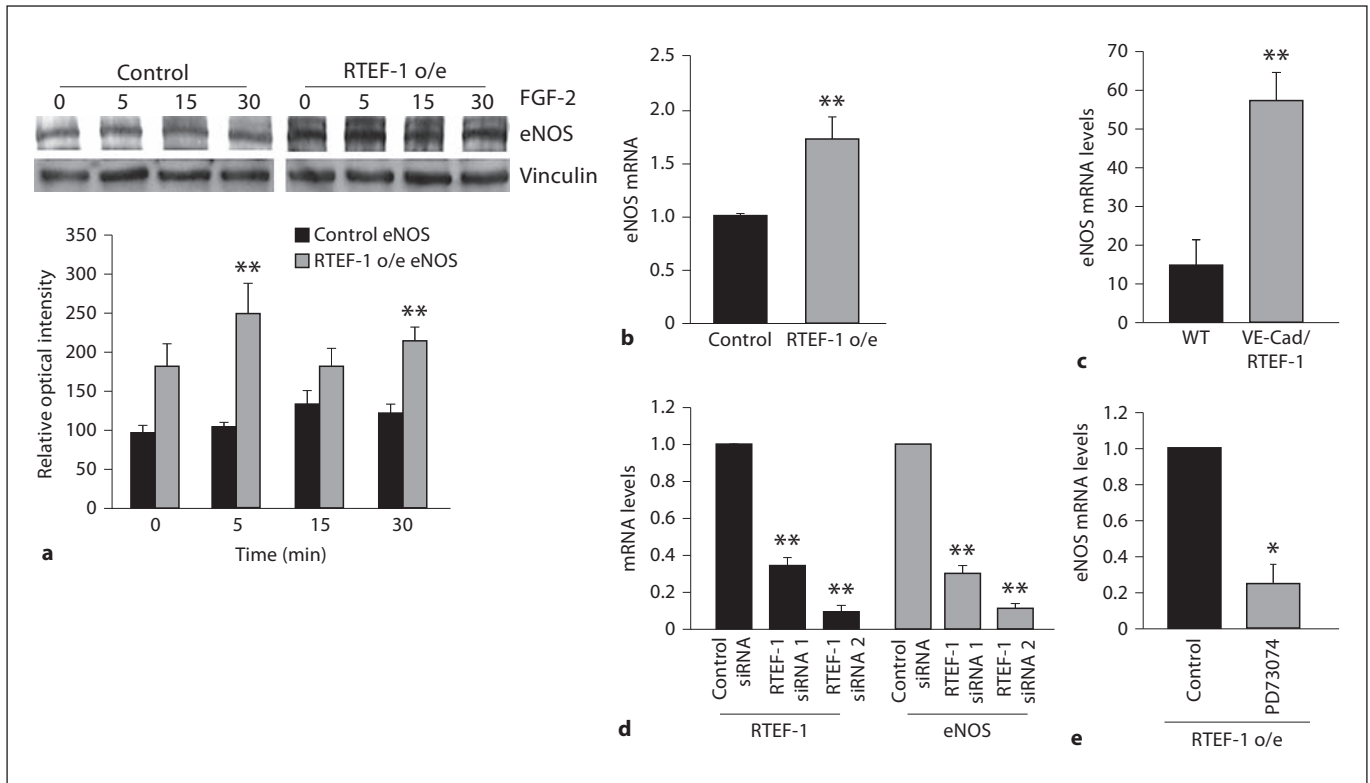 Control
RTEF-1 o/e
0 5 15 30
0 5 15 30
FGF-2
eNOS
Vinculin
350
300
250
200
150
100
50
0
Relative optical intensity
Control eNOS
RTEF-1 o/e eNOS
**
**
0 5 15 30
Time (min)
a
2.5
2.0
1.5
1.0
0.5
0
eNOS mRNA
**
Control RTEF-1 o/e
b
70
60
50
40
30
20
10
0
eNOS mRNA levels
**
WT VE-Cad/
RTEF-1
c
1.2
1.0
0.8
0.6
0.4
0.2
0
mRNA levels
**
**
**
**
Control
siRNA
RTEF-1
siRNA 1
RTEF-1
siRNA 2
Control
siRNA
RTEF-1
siRNA 1
RTEF-1
siRNA 2
RTEF-1
eNOS
d
1.2
1.0
0.8
0.6
0.4
0.2
0
eNOS mRNA levels
*
Control
PD73074
RTEF-1 o/e
e